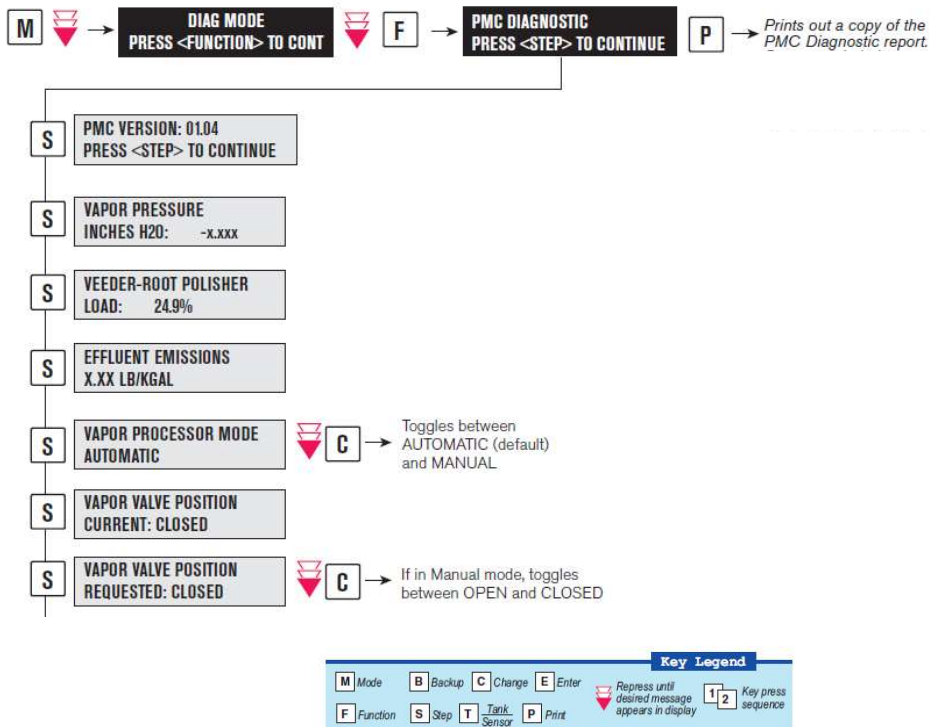 M
DIAG MODE
PRESS <FUNCTION> TO CONT
F
PMC DIAGNOSTIC
PRESS <STEP> TO CONTINUE
P
Prints out a copy of the
PMC Diagnostic report.
S
PMC VERSION: 01.04
PRESS <STEP> TO CONTINUE
S
VAPOR PRESSURE
INCHES H20: -x.xxx
S
VEEDER-ROOT POLISHER
LOAD: 24.9%
S
EFFLUENT EMISSIONS
X.XX LB/KGAL
S
VAPOR PROCESSOR MODE
AUTOMATIC
C
Toggles between
AUTOMATIC (default)
and MANUAL
S
VAPOR VALVE POSITION
CURRENT: CLOSED
S
VAPOR VALVE POSITION
REQUESTED: CLOSED
C
If in Manual mode, toggles
between OPEN and CLOSED
Key Legend
M Mode
B Backup
C Change
E Enter
Repress until
desired message
appears in display
1 2
Key press
sequence
F Function
S Step
T Tank
Sensor
P Print